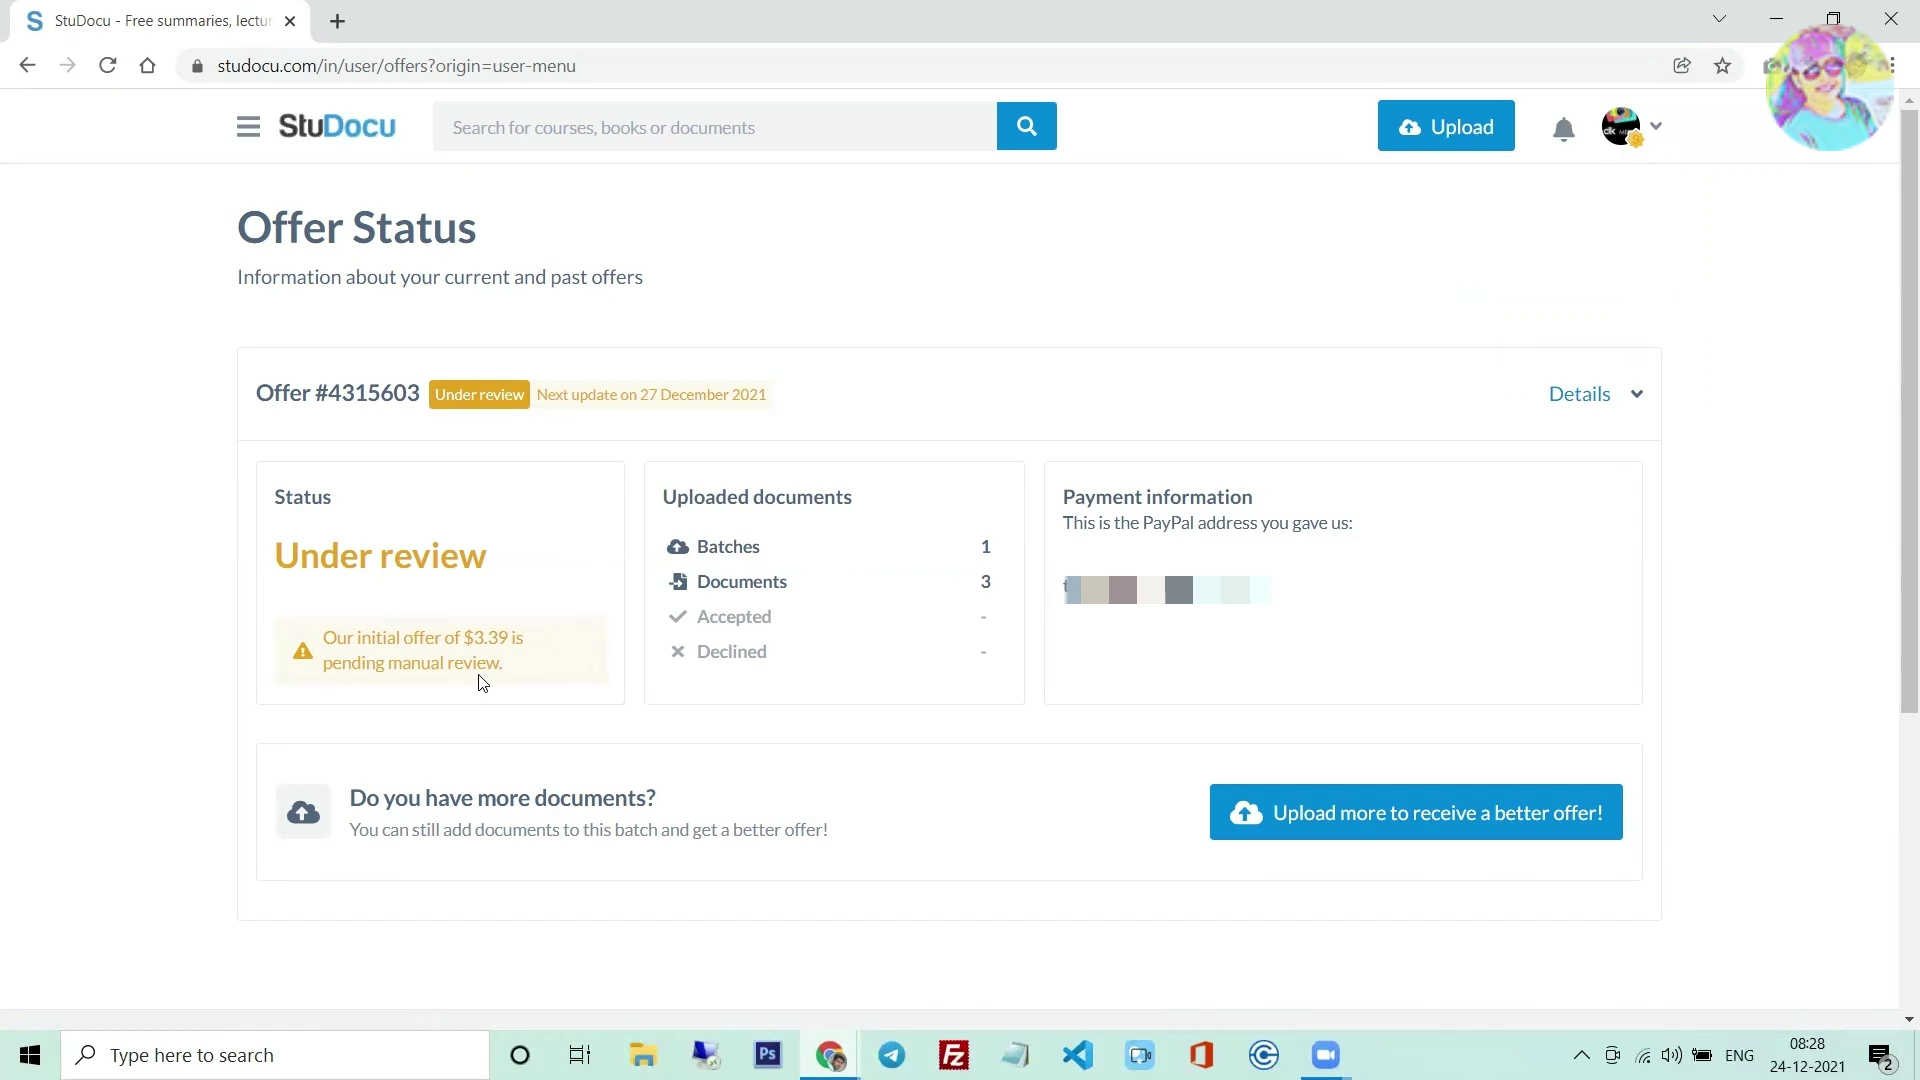 StuDocu - Free summaries, lectur
studocu.com/in/user/offers?origin=user-menu
StuDocu
Search for courses, books or documents
Upload
Offer Status
Information about your current and past offers
Offer #4315603 Under review Next update on 27 December 2021
Details
Status
Under review
Our initial offer of $3.39 is
pending manual review.
Uploaded documents
Batches 1
Documents 3
Accepted -
Declined -
Payment information
This is the PayPal address you gave us:
Do you have more documents?
You can still add documents to this batch and get a better offer!
Upload more to receive a better offer!
Type here to search
Ps
Fz
ENG
08:28
24-12-2021
2